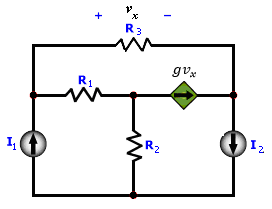 + vₓ −
R₃
R₁
gvₓ
I₁
R₂
I₂